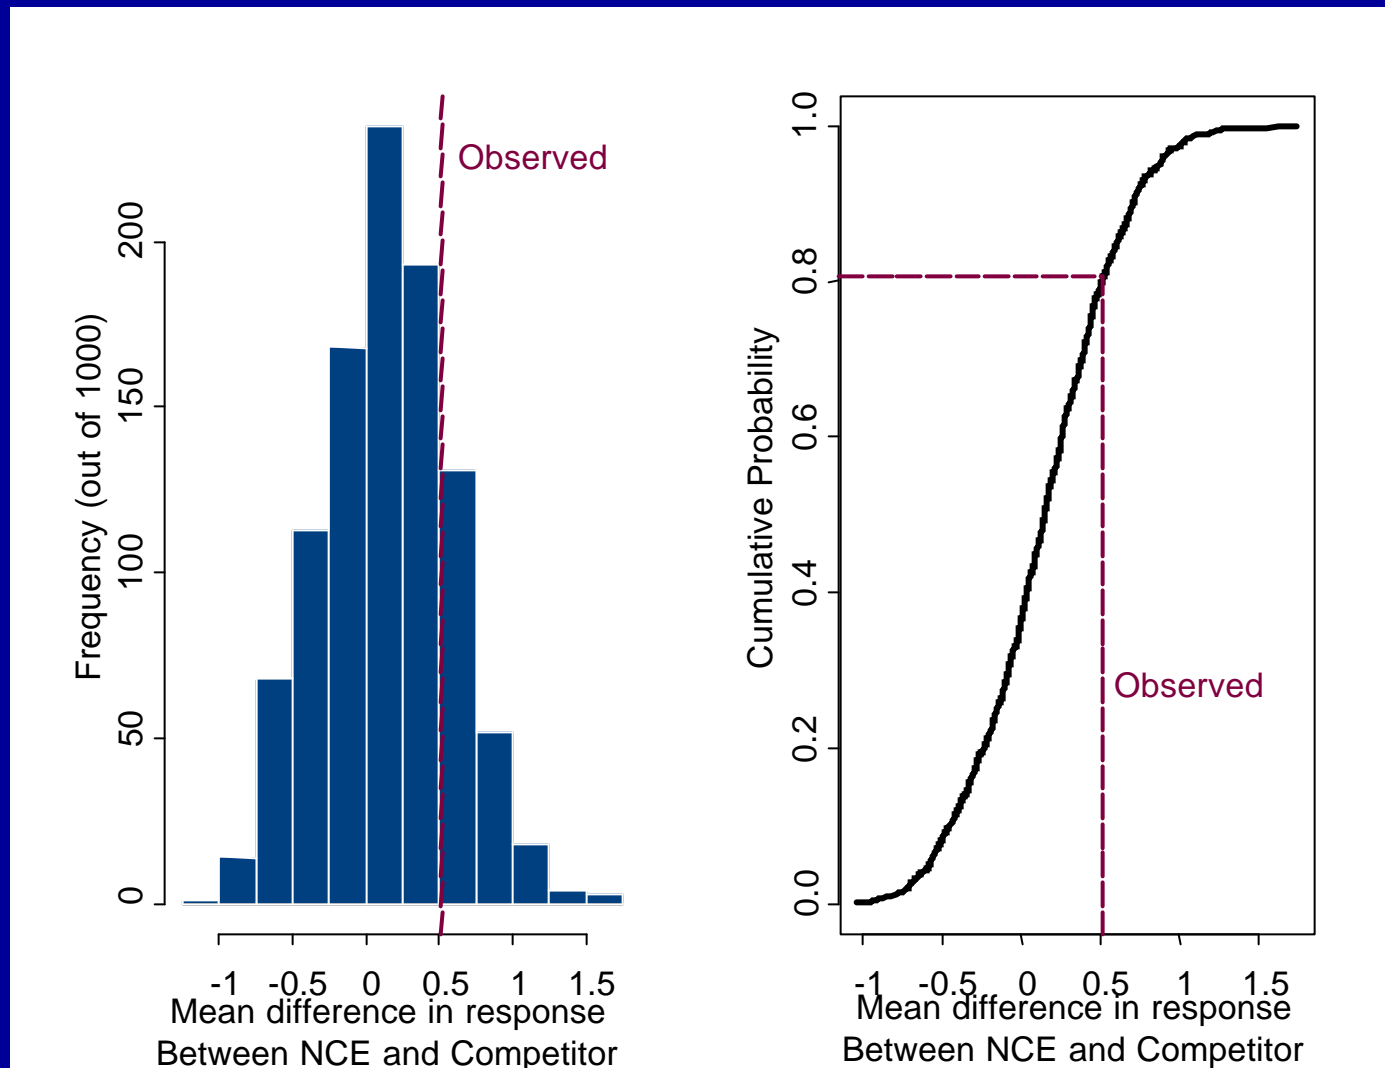 Observed
Frequency (out of 1000)
200
150
100
50
0
-1 -0.5 0 0.5 1 1.5
Mean difference in response
Between NCE and Competitor
Cumulative Probability
1.0
0.8
0.6
0.4
0.2
0.0
Observed
-1 -0.5 0 0.5 1 1.5
Mean difference in response
Between NCE and Competitor